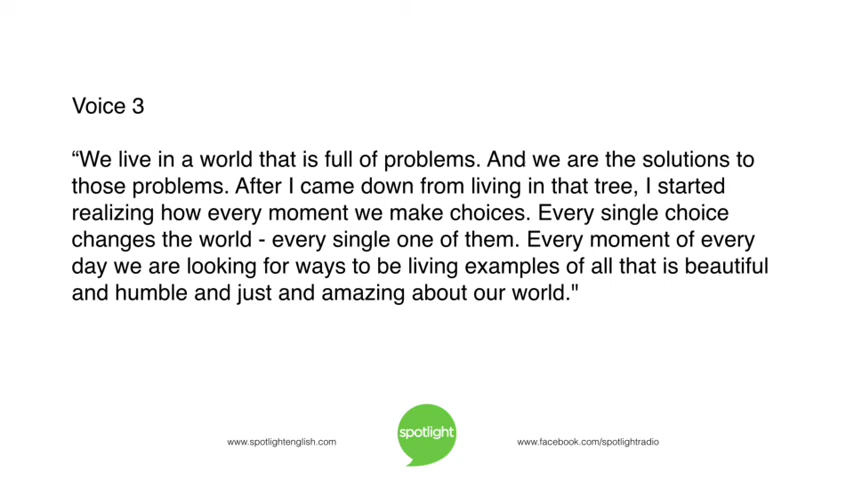 Voice 3
“We live in a world that is full of problems. And we are the solutions to
those problems. After I came down from living in that tree, I started
realizing how every moment we make choices. Every single choice
changes the world - every single one of them. Every moment of every
day we are looking for ways to be living examples of all that is beautiful
and humble and just and amazing about our world."
www.spotlightenglish.com
spotlight
www.facebook.com/spotlightradio